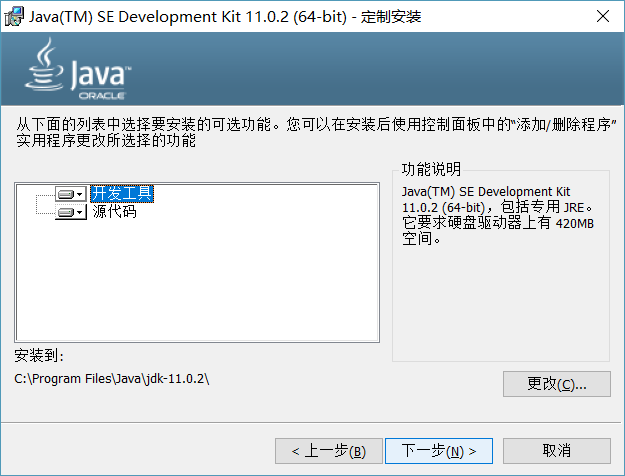 Java(TM) SE Development Kit 11.0.2 (64-bit) - 定制安装
Java™
ORACLE
从下面的列表中选择要安装的可选功能。您可以在安装后使用控制面板中的“添加/删除程序”
实用程序更改所选择的功能
开发工具
源代码
功能说明
Java(TM) SE Development Kit
11.0.2 (64-bit)，包括专用 JRE。
它要求硬盘驱动器上有 420MB
空间。
安装到:
C:\Program Files\Java\jdk-11.0.2\
更改(C)...
< 上一步(B)
下一步(N) >
取消